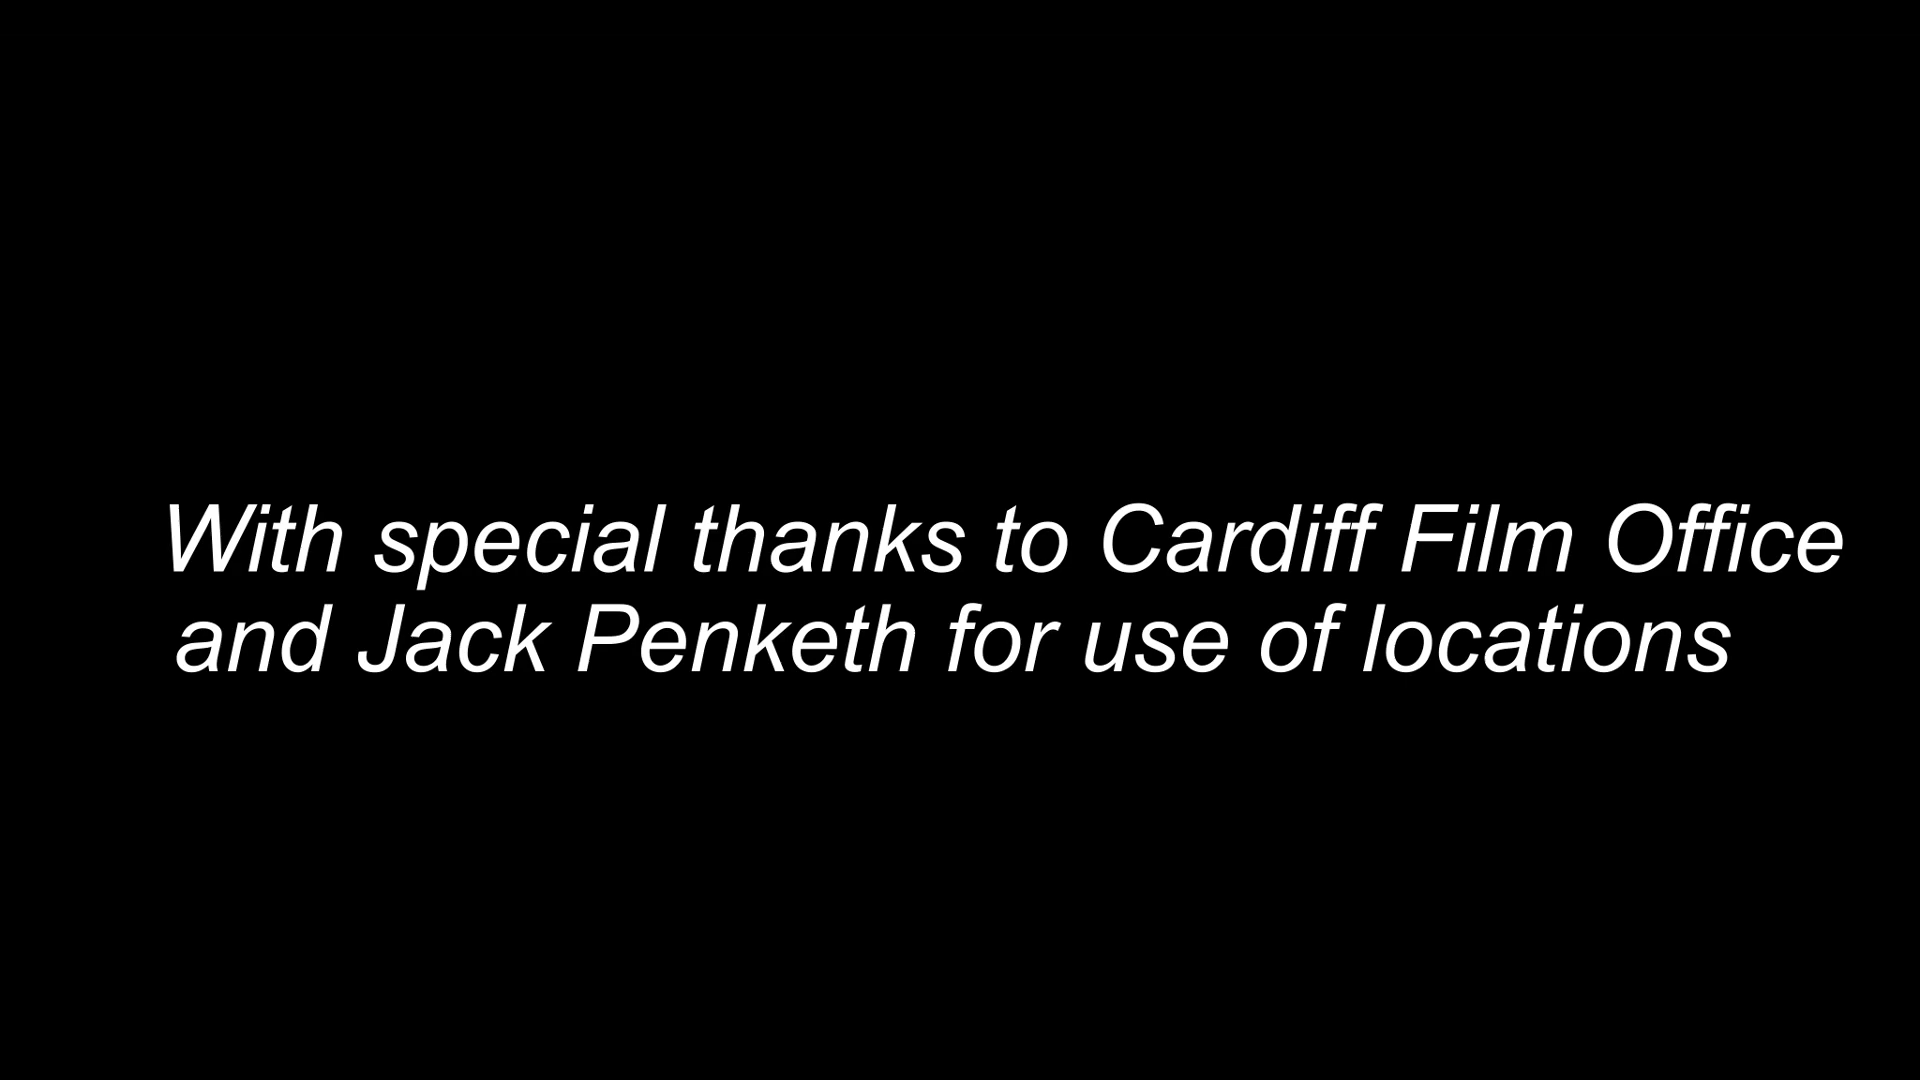 With special thanks to Cardiff Film Office
and Jack Penketh for use of locations